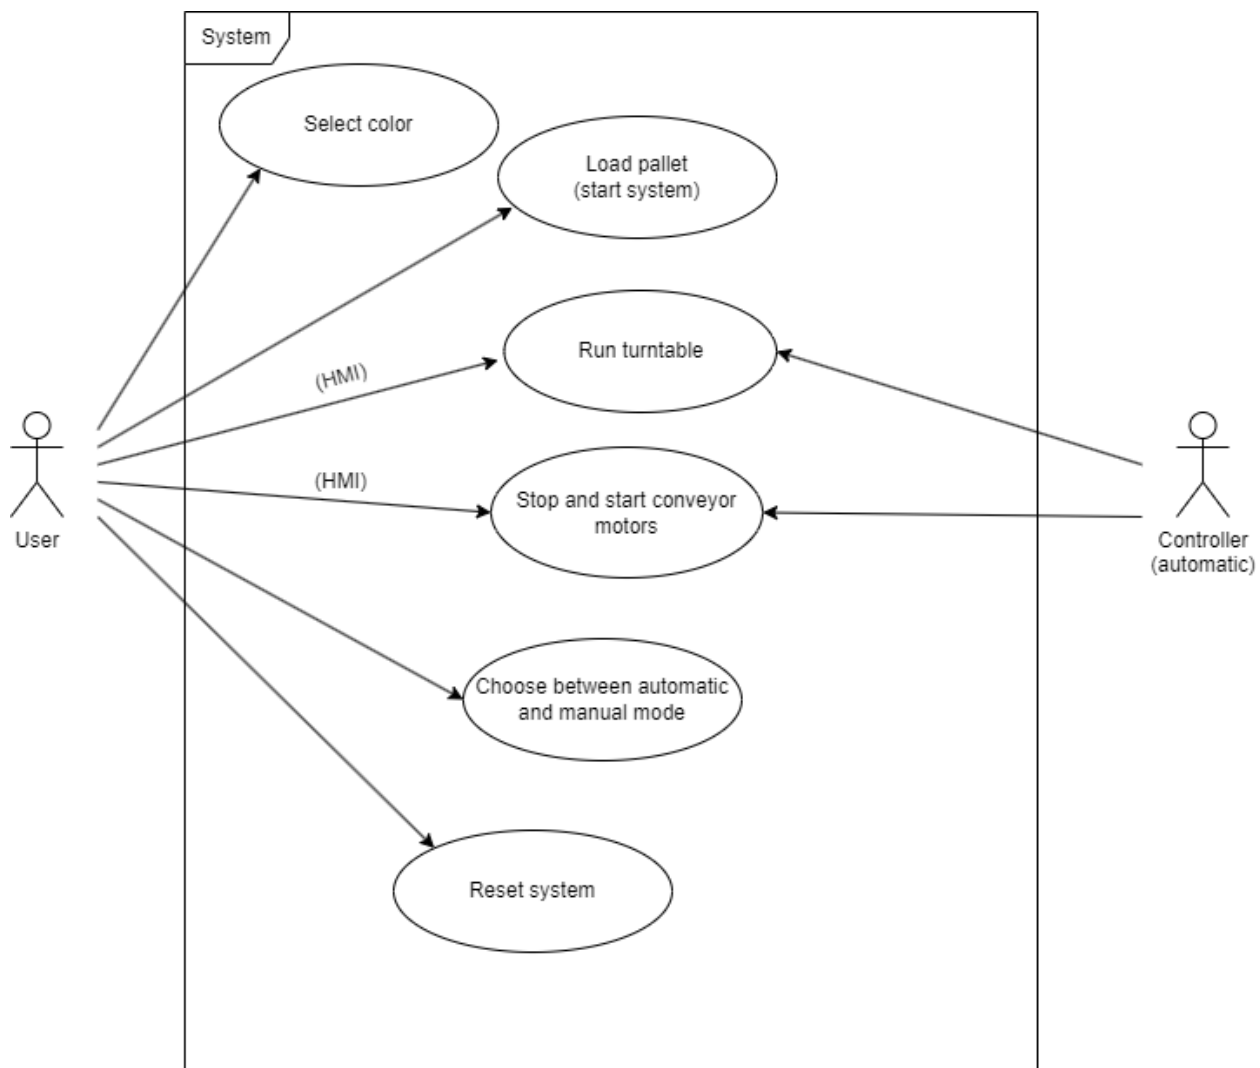 System
Select color
Load pallet
(start system)
Run turntable
(HMI)
(HMI)
Stop and start conveyor
motors
User
Controller
(automatic)
Choose between automatic
and manual mode
Reset system